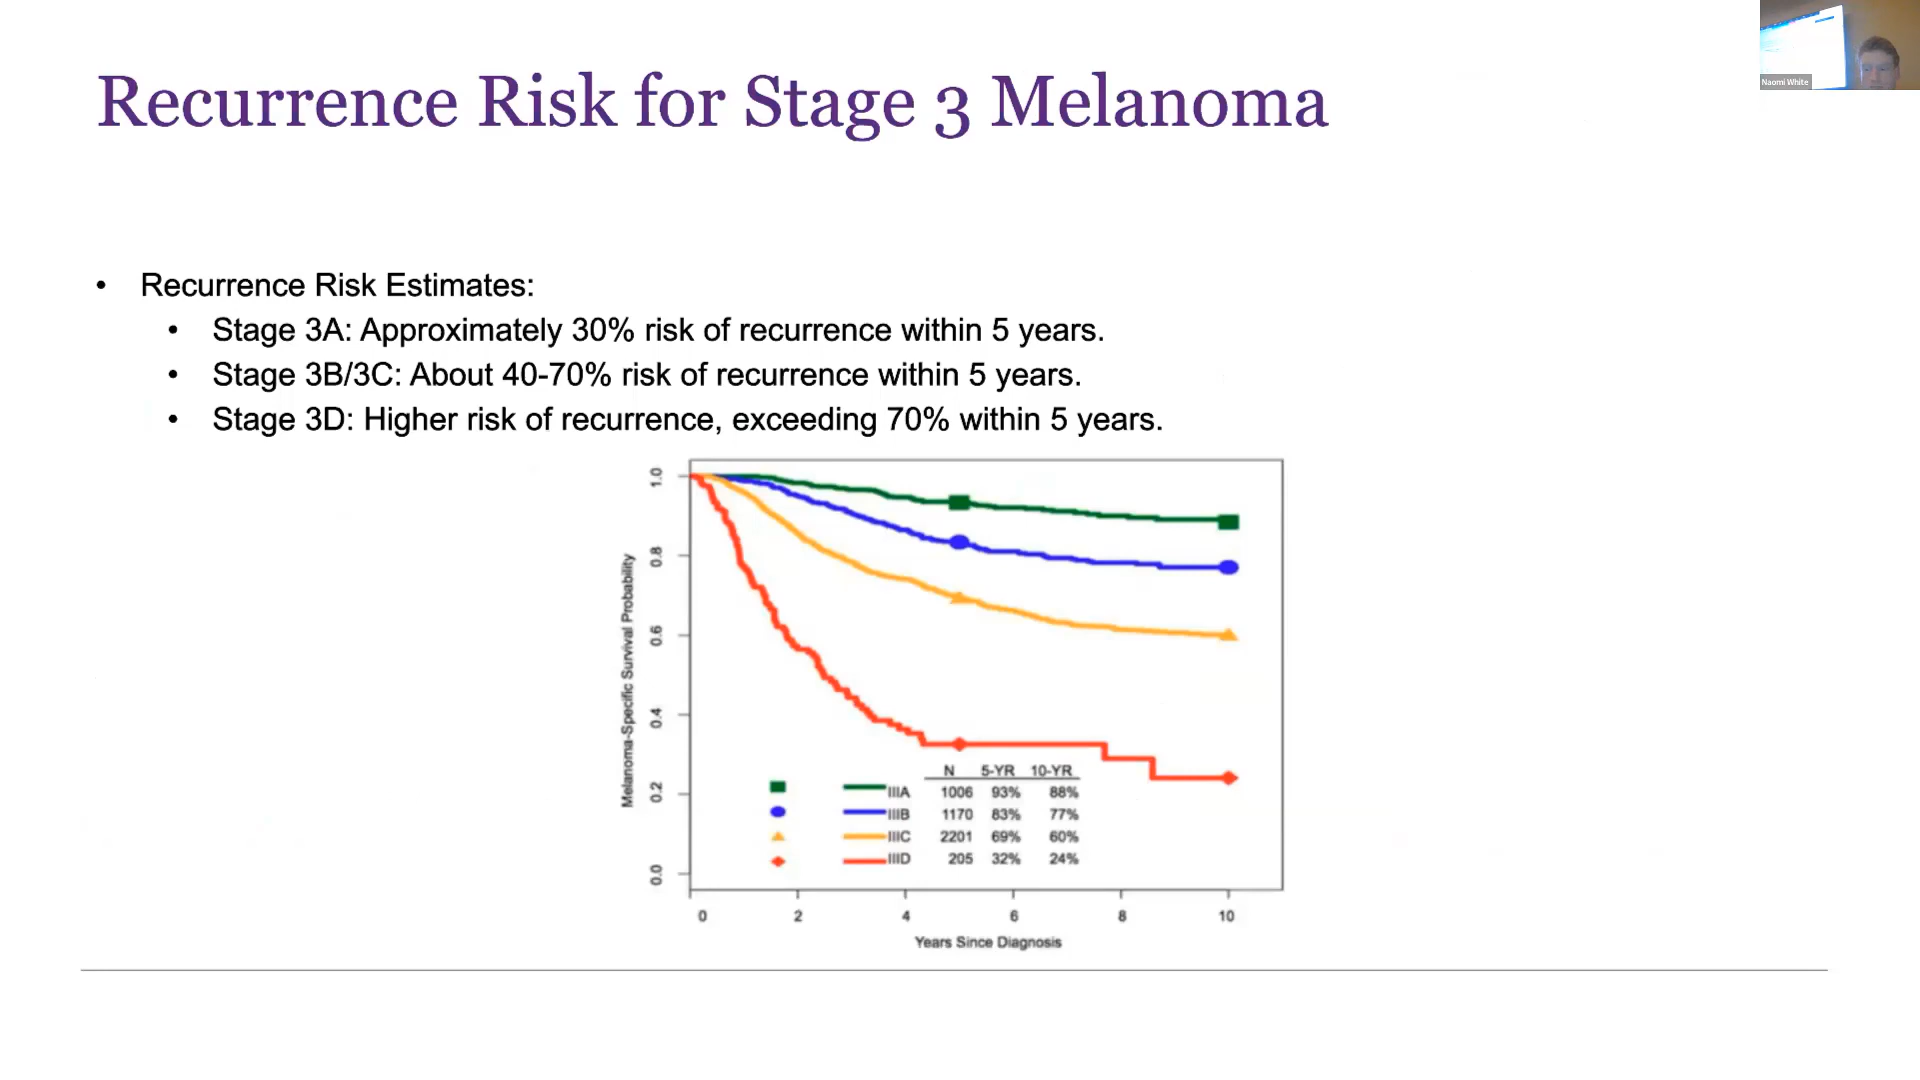 Recurrence Risk for Stage 3 Melanoma
Naomi White
• Recurrence Risk Estimates:
• Stage 3A: Approximately 30% risk of recurrence within 5 years.
• Stage 3B/3C: About 40-70% risk of recurrence within 5 years.
• Stage 3D: Higher risk of recurrence, exceeding 70% within 5 years.
Melanoma-Specific Survival Probability
1.0
0.8
0.6
0.4
0.2
0.0
N 5-YR 10-YR
IIIA 1006 93% 88%
IIIB 1170 83% 77%
IIIC 2201 69% 60%
IIID 205 32% 24%
0 2 4 6 8 10
Years Since Diagnosis